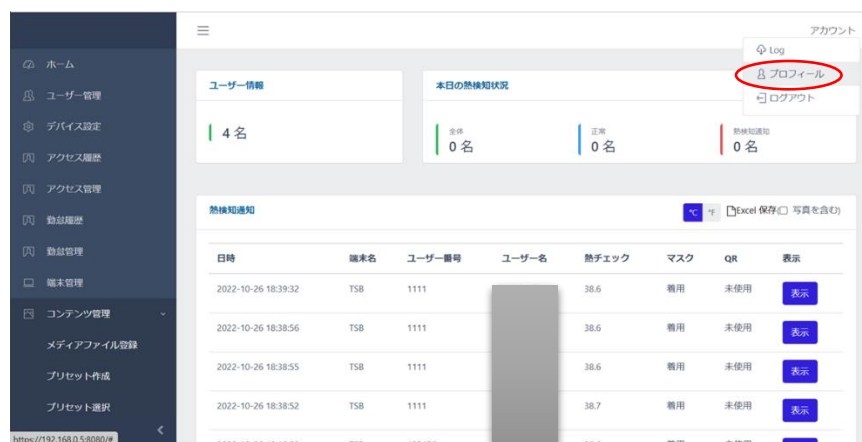 アカウント
Log
プロフィール
ログアウト
ホーム
ユーザー管理
デバイス設定
アクセス履歴
アクセス管理
勤怠履歴
勤怠管理
端末管理
コンテンツ管理
メディアファイル登録
プリセット作成
プリセット選択
https://192.168.0.5:8080/#
ユーザー情報
4 名
本日の熱検知状況
全体
0 名
正常
0 名
熱検知通知
0 名
熱検知通知
℃ °F Excel 保存( 写真を含む)
日時 端末名 ユーザー番号 ユーザー名 熱チェック マスク QR 表示
2022-10-26 18:39:32 TSB 1111 38.6 着用 未使用 表示
2022-10-26 18:38:56 TSB 1111 38.6 着用 未使用 表示
2022-10-26 18:38:55 TSB 1111 38.6 着用 未使用 表示
2022-10-26 18:38:52 TSB 1111 38.7 着用 未使用 表示